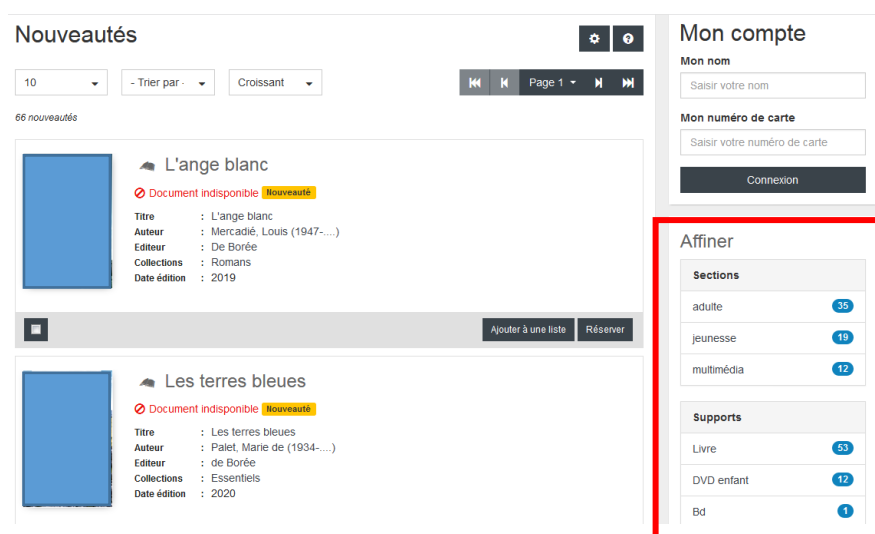 Nouveautés
10
- Trier par -
Croissant
Page 1
66 nouveautés
L'ange blanc
Document indisponible Nouveauté
Titre : L'ange blanc
Auteur : Mercadié, Louis (1947-....)
Editeur : De Borée
Collections : Romans
Date édition : 2019
Ajouter à une liste Réserver
Les terres bleues
Document indisponible Nouveauté
Titre : Les terres bleues
Auteur : Palet, Marie de (1934-....)
Editeur : de Borée
Collections : Essentiels
Date édition : 2020
Mon compte
Mon nom
Saisir votre nom
Mon numéro de carte
Saisir votre numéro de carte
Connexion
Affiner
Sections
adulte 35
jeunesse 19
multimédia 12
Supports
Livre 53
DVD enfant 12
Bd 1